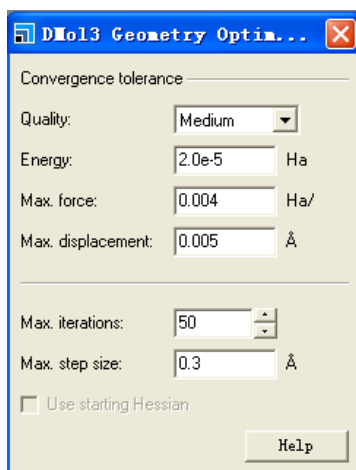 DMol3 Geometry Optim...
Convergence tolerance
Quality: Medium
Energy: 2.0e-5 Ha
Max. force: 0.004 Ha/
Max. displacement: 0.005 Å
Max. iterations: 50
Max. step size: 0.3 Å
Use starting Hessian
Help